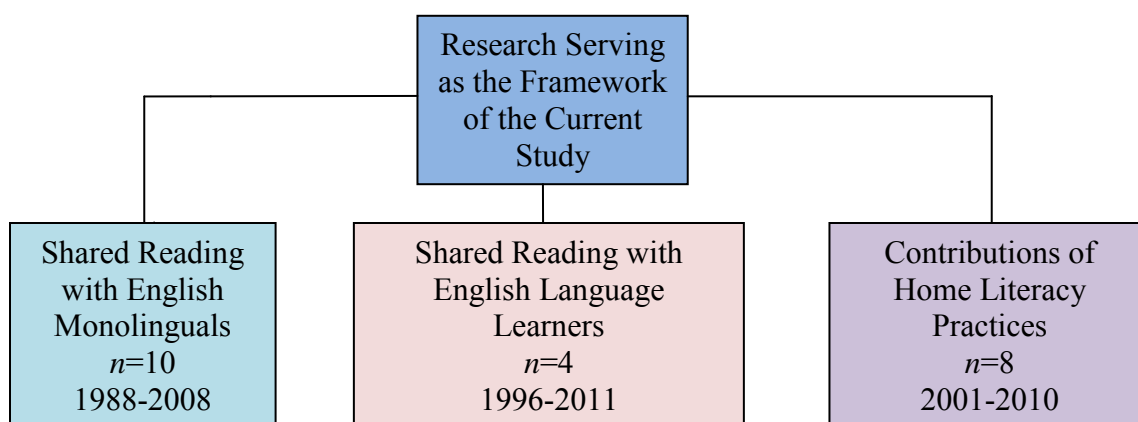 Research Serving
as the Framework
of the Current
Study
Shared Reading
with English
Monolinguals
n=10
1988-2008
Shared Reading with
English Language
Learners
n=4
1996-2011
Contributions of
Home Literacy
Practices
n=8
2001-2010